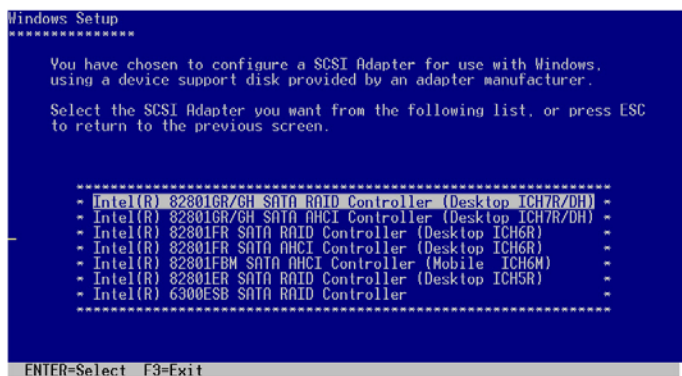 Windows Setup
***************
You have chosen to configure a SCSI Adapter for use with Windows,
using a device support disk provided by an adapter manufacturer.
Select the SCSI Adapter you want from the following list, or press ESC
to return to the previous screen.
Intel(R) 82801GR/GH SATA RAID Controller (Desktop ICH7R/DH)
Intel(R) 82801GR/GH SATA AHCI Controller (Desktop ICH7R/DH)
Intel(R) 82801FR SATA RAID Controller (Desktop ICH6R)
Intel(R) 82801FR SATA AHCI Controller (Desktop ICH6R)
Intel(R) 82801FBM SATA AHCI Controller (Mobile  ICH6M)
Intel(R) 82801ER SATA RAID Controller (Desktop ICH5R)
Intel(R) 6300ESB SATA RAID Controller
ENTER=Select  F3=Exit